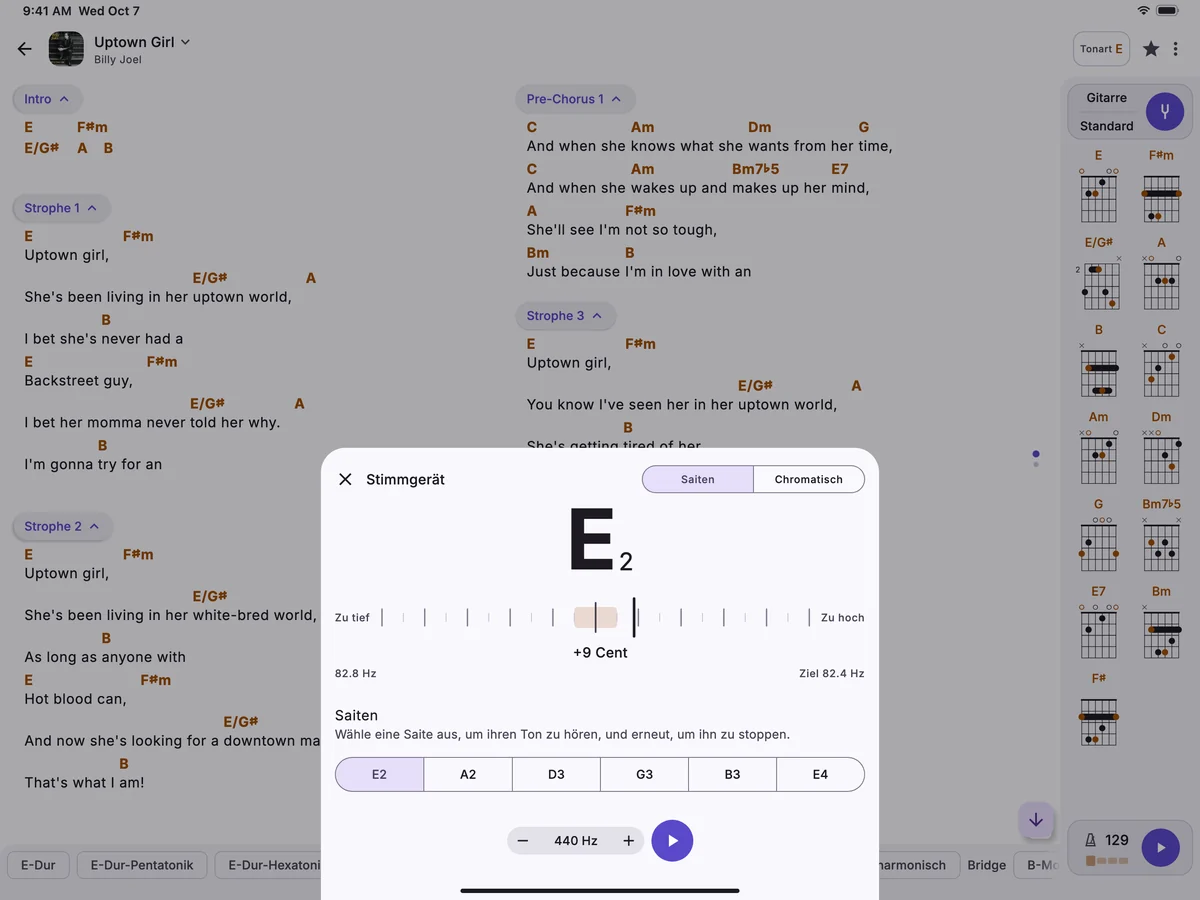 9:41 AM Wed Oct 7
Uptown Girl
Billy Joel
Tonart E
Intro
E F#m
E/G# A B
Strophe 1
E F#m
Uptown girl,
E/G# A
She's been living in her uptown world,
B
I bet she's never had a
E F#m
Backstreet guy,
E/G# A
I bet her momma never told her why.
B
I'm gonna try for an
Strophe 2
E F#m
Uptown girl,
E/G#
She's been living in her white-bred world,
B
As long as anyone with
E F#m
Hot blood can,
E/G#
And now she's looking for a downtown ma
B
That's what I am!
Pre-Chorus 1
C Am Dm G
And when she knows what she wants from her time,
C Am Bm7♭5 E7
And when she wakes up and makes up her mind,
A F#m
She'll see I'm not so tough,
Bm B
Just because I'm in love with an
Strophe 3
E F#m
Uptown girl,
E/G# A
You know I've seen her in her uptown world,
B
She's getting tired of her
Gitarre
Standard
E F#m
E/G# A
2
B C
Am Dm
G Bm7♭5
E7 Bm
F#
129
Stimmgerät
Saiten Chromatisch
E2
Zu tief Zu hoch
+9 Cent
82.8 Hz Ziel 82.4 Hz
Saiten
Wähle eine Saite aus, um ihren Ton zu hören, und erneut, um ihn zu stoppen.
E2 A2 D3 G3 B3 E4
− 440 Hz +
E-Dur E-Dur-Pentatonik E-Dur-Hexatoni harmonisch Bridge B-Mo